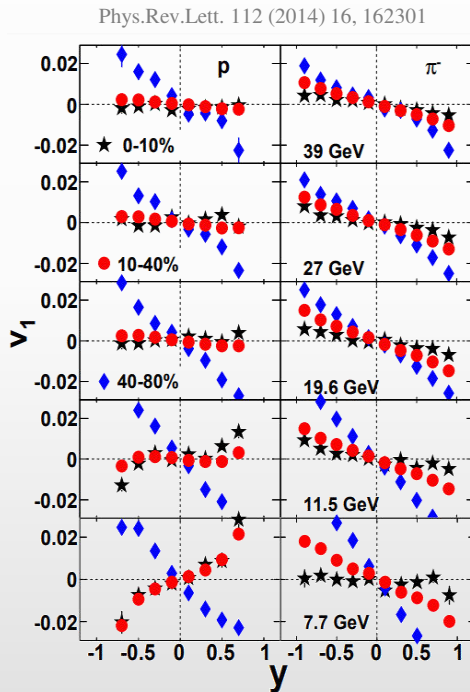 Phys.Rev.Lett. 112 (2014) 16, 162301
0.02
0
-0.02
p
0-10%
π-
39 GeV
0.02
0
-0.02
10-40%
27 GeV
v1
0.02
0
-0.02
40-80%
19.6 GeV
0.02
0
-0.02
11.5 GeV
0.02
0
-0.02
7.7 GeV
-1 -0.5 0 0.5 1 -0.5 0 0.5 1
y